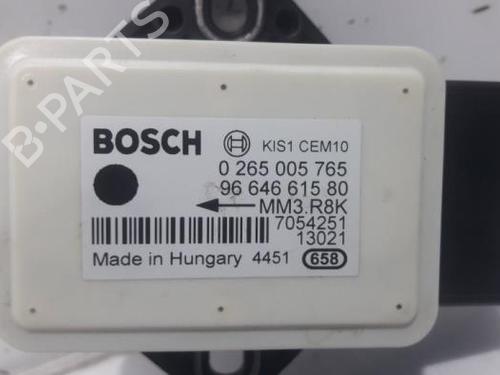 BOSCH KIS1 CEM10
0 265 005 765
96 646 615 80
MM3.R8K
7054251
13021
Made in Hungary 4451 658